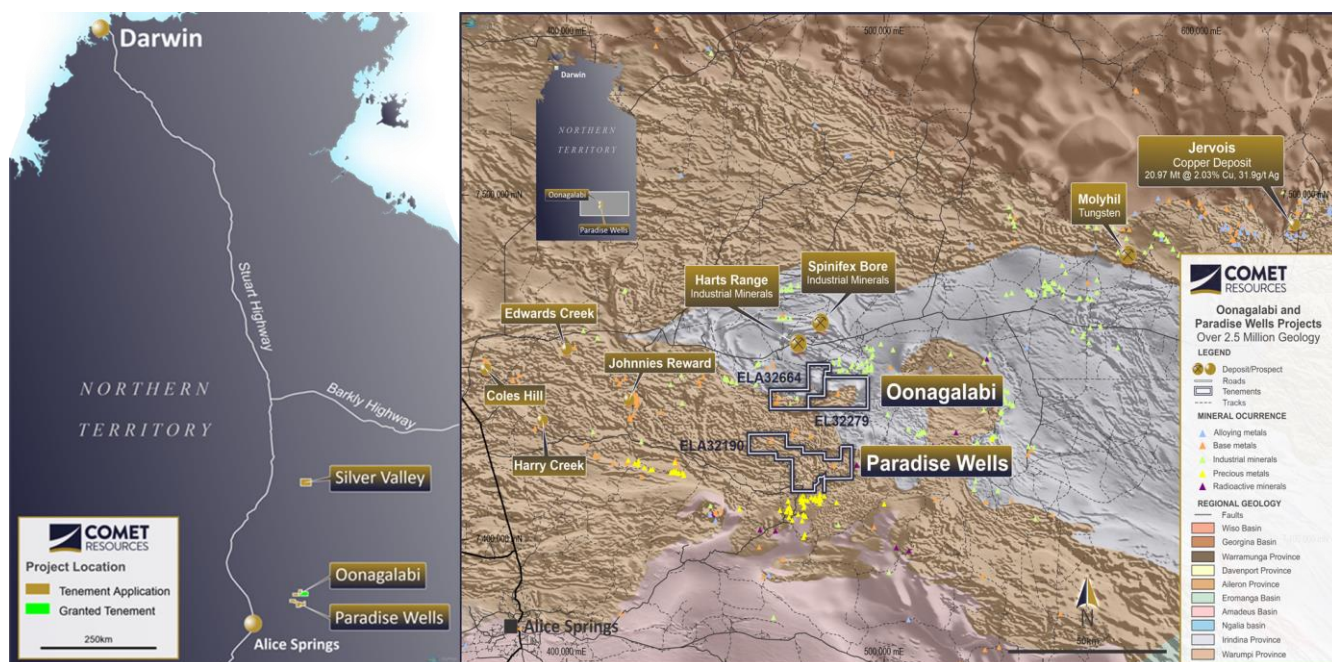 Darwin
Stuart Highway
NORTHERN
TERRITORY
Barkly Highway
Silver Valley
Oonagalabi
Paradise Wells
Alice Springs
COMET
RESOURCES
Project Location
Tenement Application
Granted Tenement
250km
400,000 mE
500,000 mE
600,000 mE
Darwin
NORTHERN
TERRITORY
Oonagalabi
Paradise Wells
7,500,000 mN
Jervois
Copper Deposit
20.97 Mt @ 2.03% Cu, 31.9g/t Ag
Molyhil
Tungsten
Spinifex Bore
Industrial Minerals
Harts Range
Industrial Minerals
Edwards Creek
Johnnies Reward
Coles Hill
Harry Creek
ELA32664
Oonagalabi
EL32279
ELA32190
Paradise Wells
7,400,000 mN
Alice Springs
400,000 mE
500,000 mE
N
50km
COMET
RESOURCES
Oonagalabi and
Paradise Wells Projects
Over 2.5 Million Geology
LEGEND
Deposit/Prospect
Roads
Tenements
Tracks
MINERAL OCURRENCE
Alloying metals
Base metals
Industrial minerals
Precious metals
Radioactive minerals
REGIONAL GEOLOGY
Faults
Wiso Basin
Georgina Basin
Warramunga Province
Davenport Province
Aileron Province
Eromanga Basin
Amadeus Basin
Ngalia basin
Irindina Province
Warumpi Province